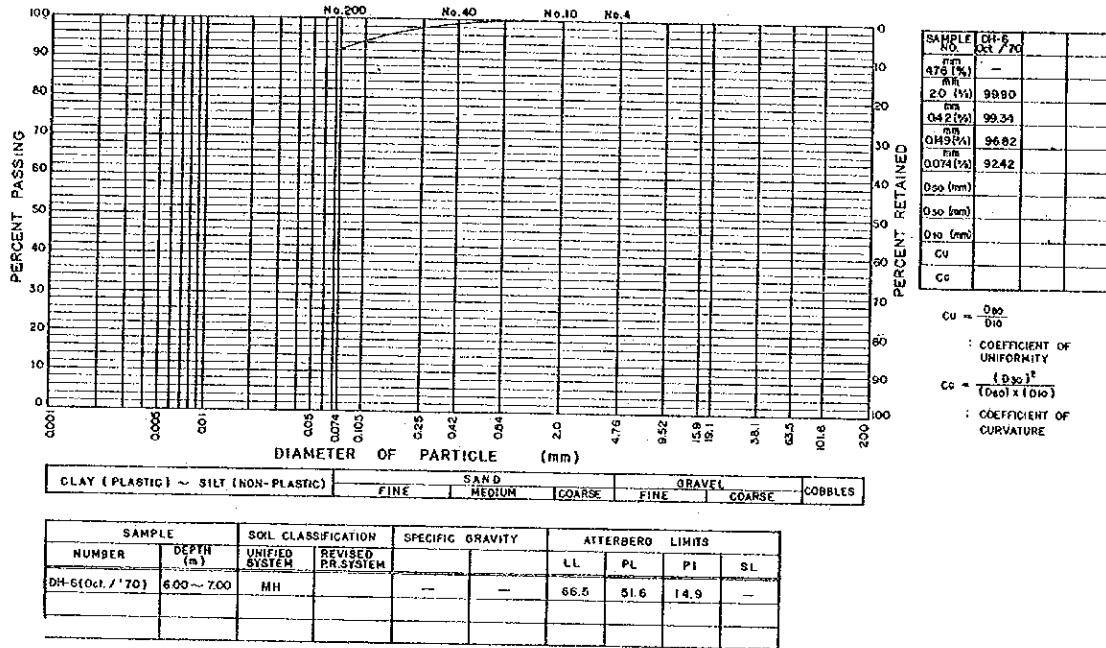 No.200 No.40 No.10 No.4
100
90
80
70
60
50
40
30
20
10
0
PERCENT PASSING
0
10
20
30
40
50
60
70
80
90
100
PERCENT RETAINED
0.001 0.005 0.01 0.05 0.074 0.105 0.25 0.42 0.84 2.0 4.76 9.52 15.9 19.1 38.1 63.5 101.6 200
DIAMETER OF PARTICLE (mm)
CLAY (PLASTIC) ~ SILT (NON-PLASTIC) SAND GRAVEL COBBLES
FINE MEDIUM COARSE FINE COARSE
SAMPLE NO. DH-6 Oct./'70
mm 4.76 (%) —
mm 2.0 (%) 99.90
mm 0.42 (%) 99.34
mm 0.149 (%) 96.82
mm 0.074 (%) 92.42
(mm)
D30 (mm)
D10 (mm)
Cu
Cc
Cu = D60 / D10
: COEFFICIENT OF
UNIFORMITY
Cc = (D30)² / (D60) x (D10)
: COEFFICIENT OF
CURVATURE
SAMPLE SOIL CLASSIFICATION SPECIFIC GRAVITY ATTERBERG LIMITS
NUMBER DEPTH (m) UNIFIED SYSTEM REVISED P.R. SYSTEM LL PL PI SL
DH-6(Oct./'70) 6.00~7.00 MH — — 66.5 51.6 14.9 —